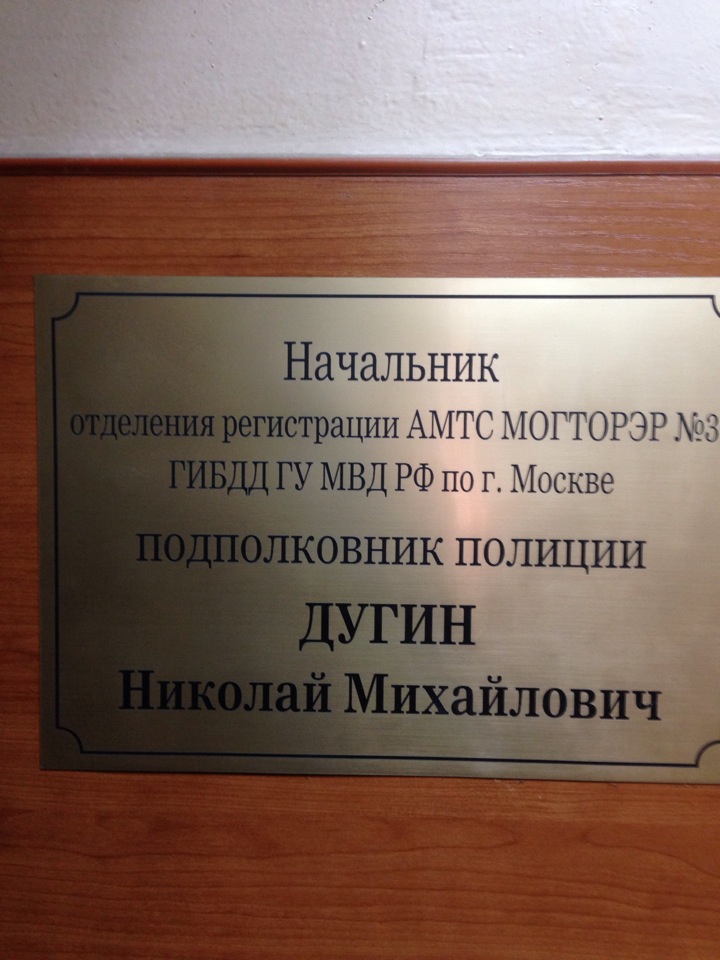 Начальник
отделения регистрации АМТС МОГТОРЭР №3
ГИБДД ГУ МВД РФ по г. Москве
подполковник полиции
ДУГИН
Николай Михайлович